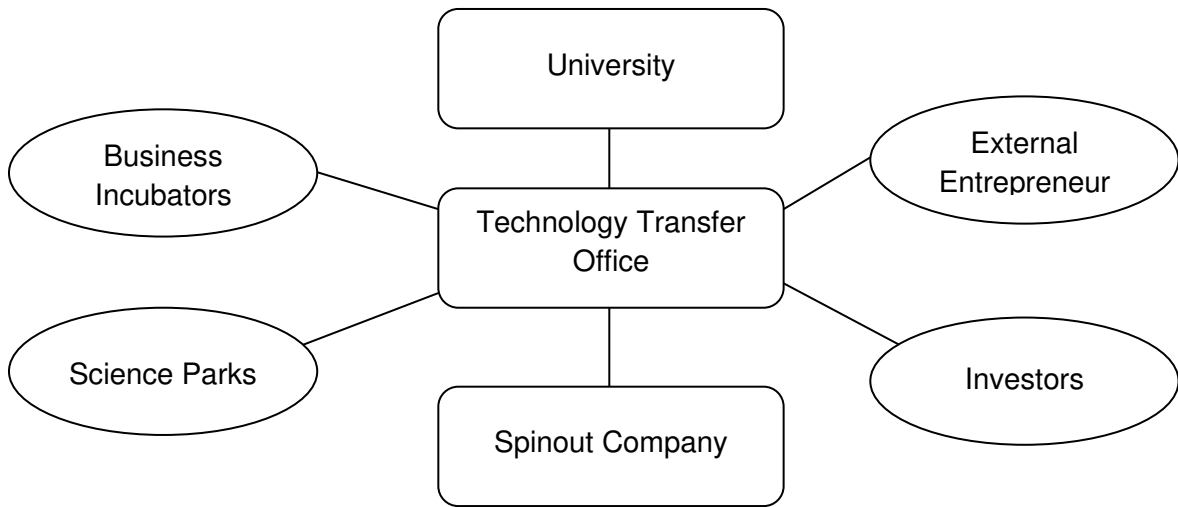 University
Business
Incubators
External
Entrepreneur
Technology Transfer
Office
Science Parks
Investors
Spinout Company